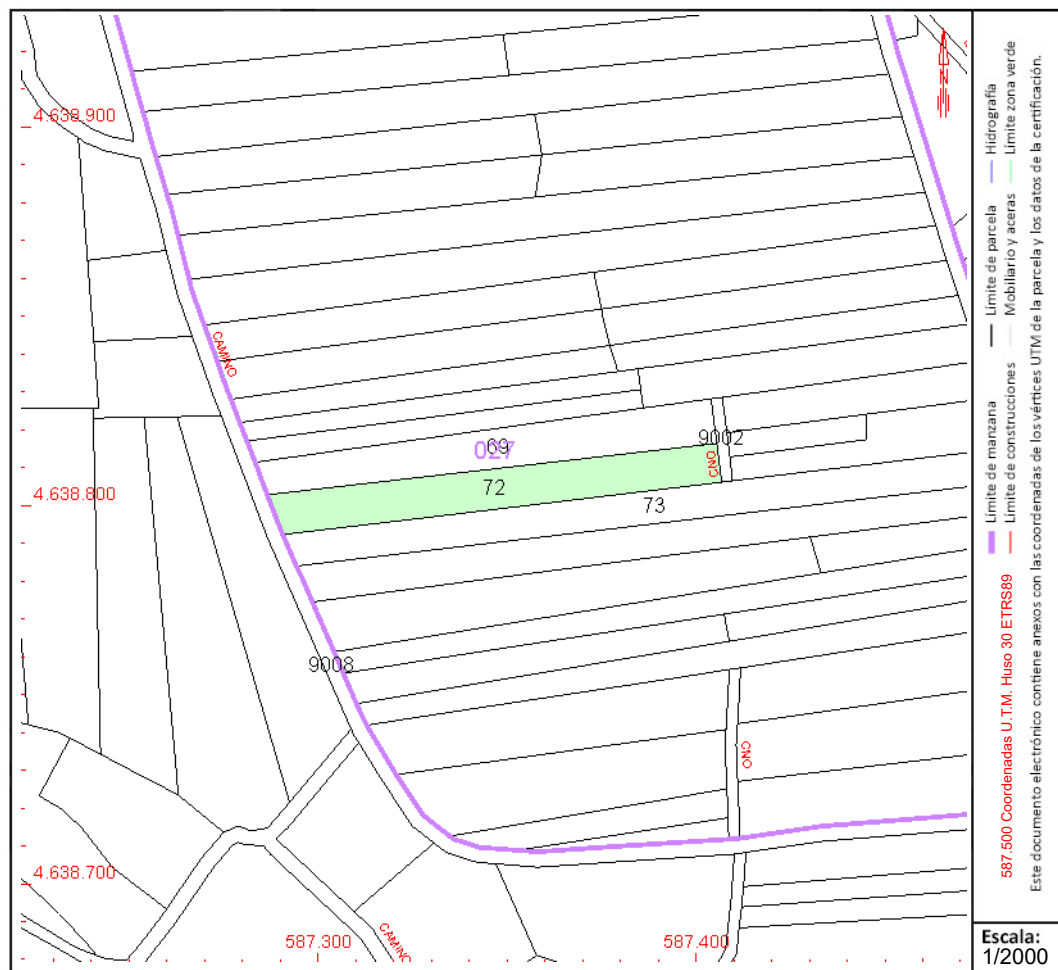 4.638.900
CAMINO
69
027
9002
CNO
4.638.800
72
73
9008
CNO
4.638.700
587.300
587.400
CAMINO
N
Límite de manzana
Límite de parcela
Hidrografía
Límite de construcciones
Mobiliario y aceras
Límite zona verde
587.500 Coordenadas U.T.M. Huso 30 ETRS89
Este documento electrónico contiene anexos con las coordenadas de los vértices UTM de la parcela y los datos de la certificación.
Escala:
1/2000